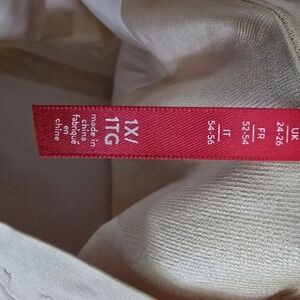 1X/
1TG
made in
china
fabriqué
en
chine
UK
24-26
FR
52-54
IT
54-56